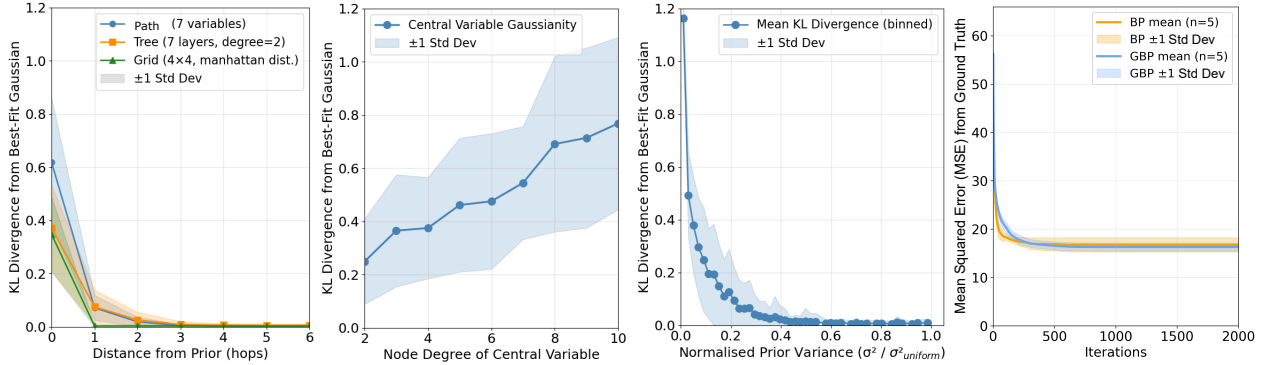 KL Divergence from Best-Fit Gaussian
1.2
1.0
0.8
0.6
0.4
0.2
0.0
0 1 2 3 4 5 6
Distance from Prior (hops)
Path (7 variables)
Tree (7 layers, degree=2)
Grid (4×4, manhattan dist.)
±1 Std Dev
KL Divergence from Best-Fit Gaussian
1.2
1.0
0.8
0.6
0.4
0.2
0.0
2 4 6 8 10
Node Degree of Central Variable
Central Variable Gaussianity
±1 Std Dev
KL Divergence from Best-Fit Gaussian
1.2
1.0
0.8
0.6
0.4
0.2
0.0
0.0 0.2 0.4 0.6 0.8 1.0
Normalised Prior Variance (σ² / σ²uniform)
Mean KL Divergence (binned)
±1 Std Dev
Mean Squared Error (MSE) from Ground Truth
60
50
40
30
20
10
0
0 500 1000 1500 2000
Iterations
BP mean (n=5)
BP ±1 Std Dev
GBP mean (n=5)
GBP ±1 Std Dev